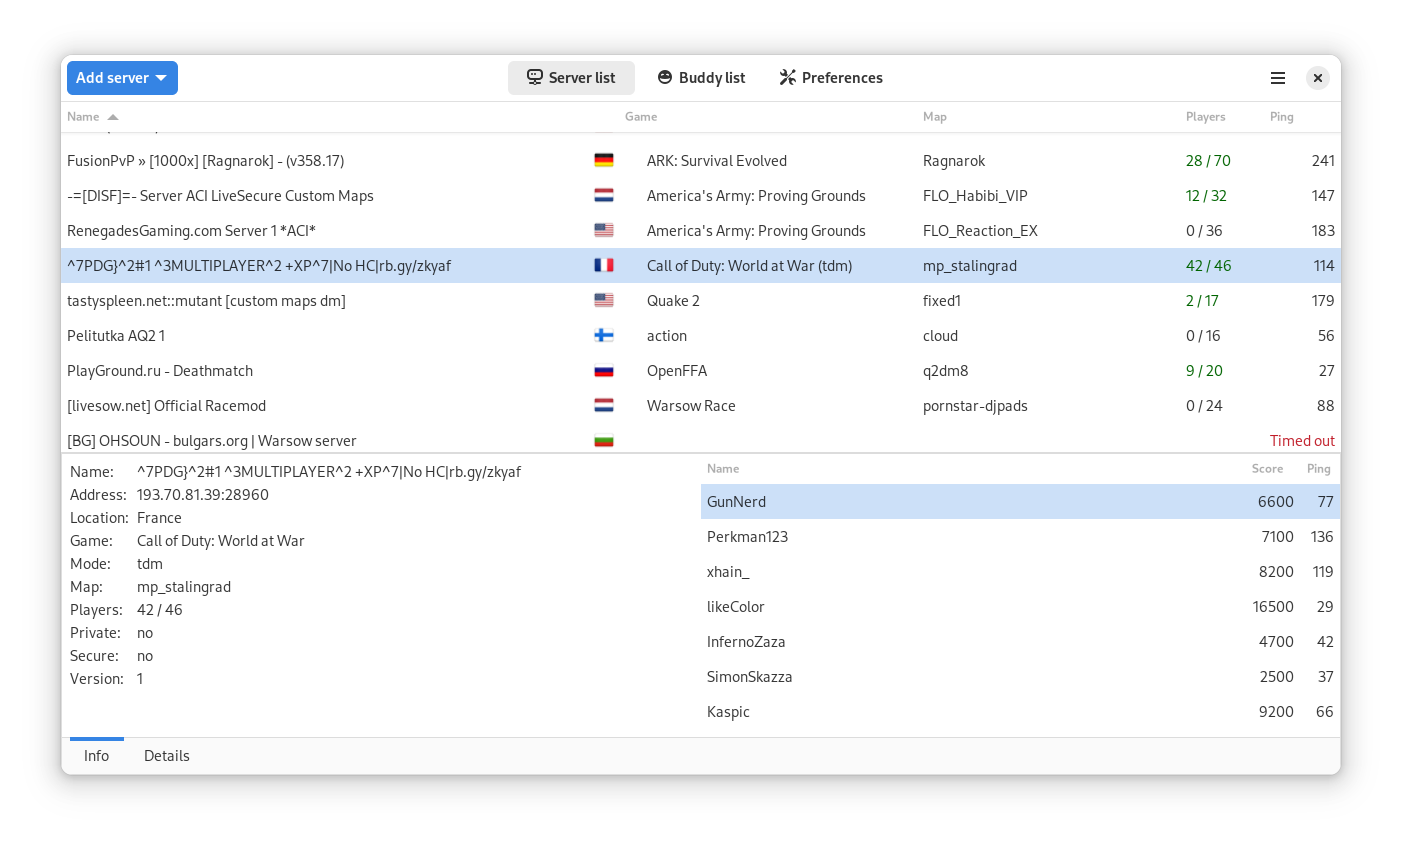 Add server Server list Buddy list Preferences
Name Game Map Players Ping
FusionPvP » [1000x] [Ragnarok] - (v358.17) ARK: Survival Evolved Ragnarok 28 / 70 241
-=[DISF]=- Server ACI LiveSecure Custom Maps America's Army: Proving Grounds FLO_Habibi_VIP 12 / 32 147
RenegadesGaming.com Server 1 *ACI* America's Army: Proving Grounds FLO_Reaction_EX 0 / 36 183
^7PDG}^2#1 ^3MULTIPLAYER^2 +XP^7|No HC|rb.gy/zkyaf Call of Duty: World at War (tdm) mp_stalingrad 42 / 46 114
tastyspleen.net::mutant [custom maps dm] Quake 2 fixed1 2 / 17 179
Pelitutka AQ2 1 action cloud 0 / 16 56
PlayGround.ru - Deathmatch OpenFFA q2dm8 9 / 20 27
[livesow.net] Official Racemod Warsow Race pornstar-djpads 0 / 24 88
[BG] OHSOUN - bulgars.org | Warsow server Timed out
Name: ^7PDG}^2#1 ^3MULTIPLAYER^2 +XP^7|No HC|rb.gy/zkyaf
Address: 193.70.81.39:28960
Location: France
Game: Call of Duty: World at War
Mode: tdm
Map: mp_stalingrad
Players: 42 / 46
Private: no
Secure: no
Version: 1
Name Score Ping
GunNerd 6600 77
Perkman123 7100 136
xhain_ 8200 119
likeColor 16500 29
InfernoZaza 4700 42
SimonSkazza 2500 37
Kaspic 9200 66
Info Details